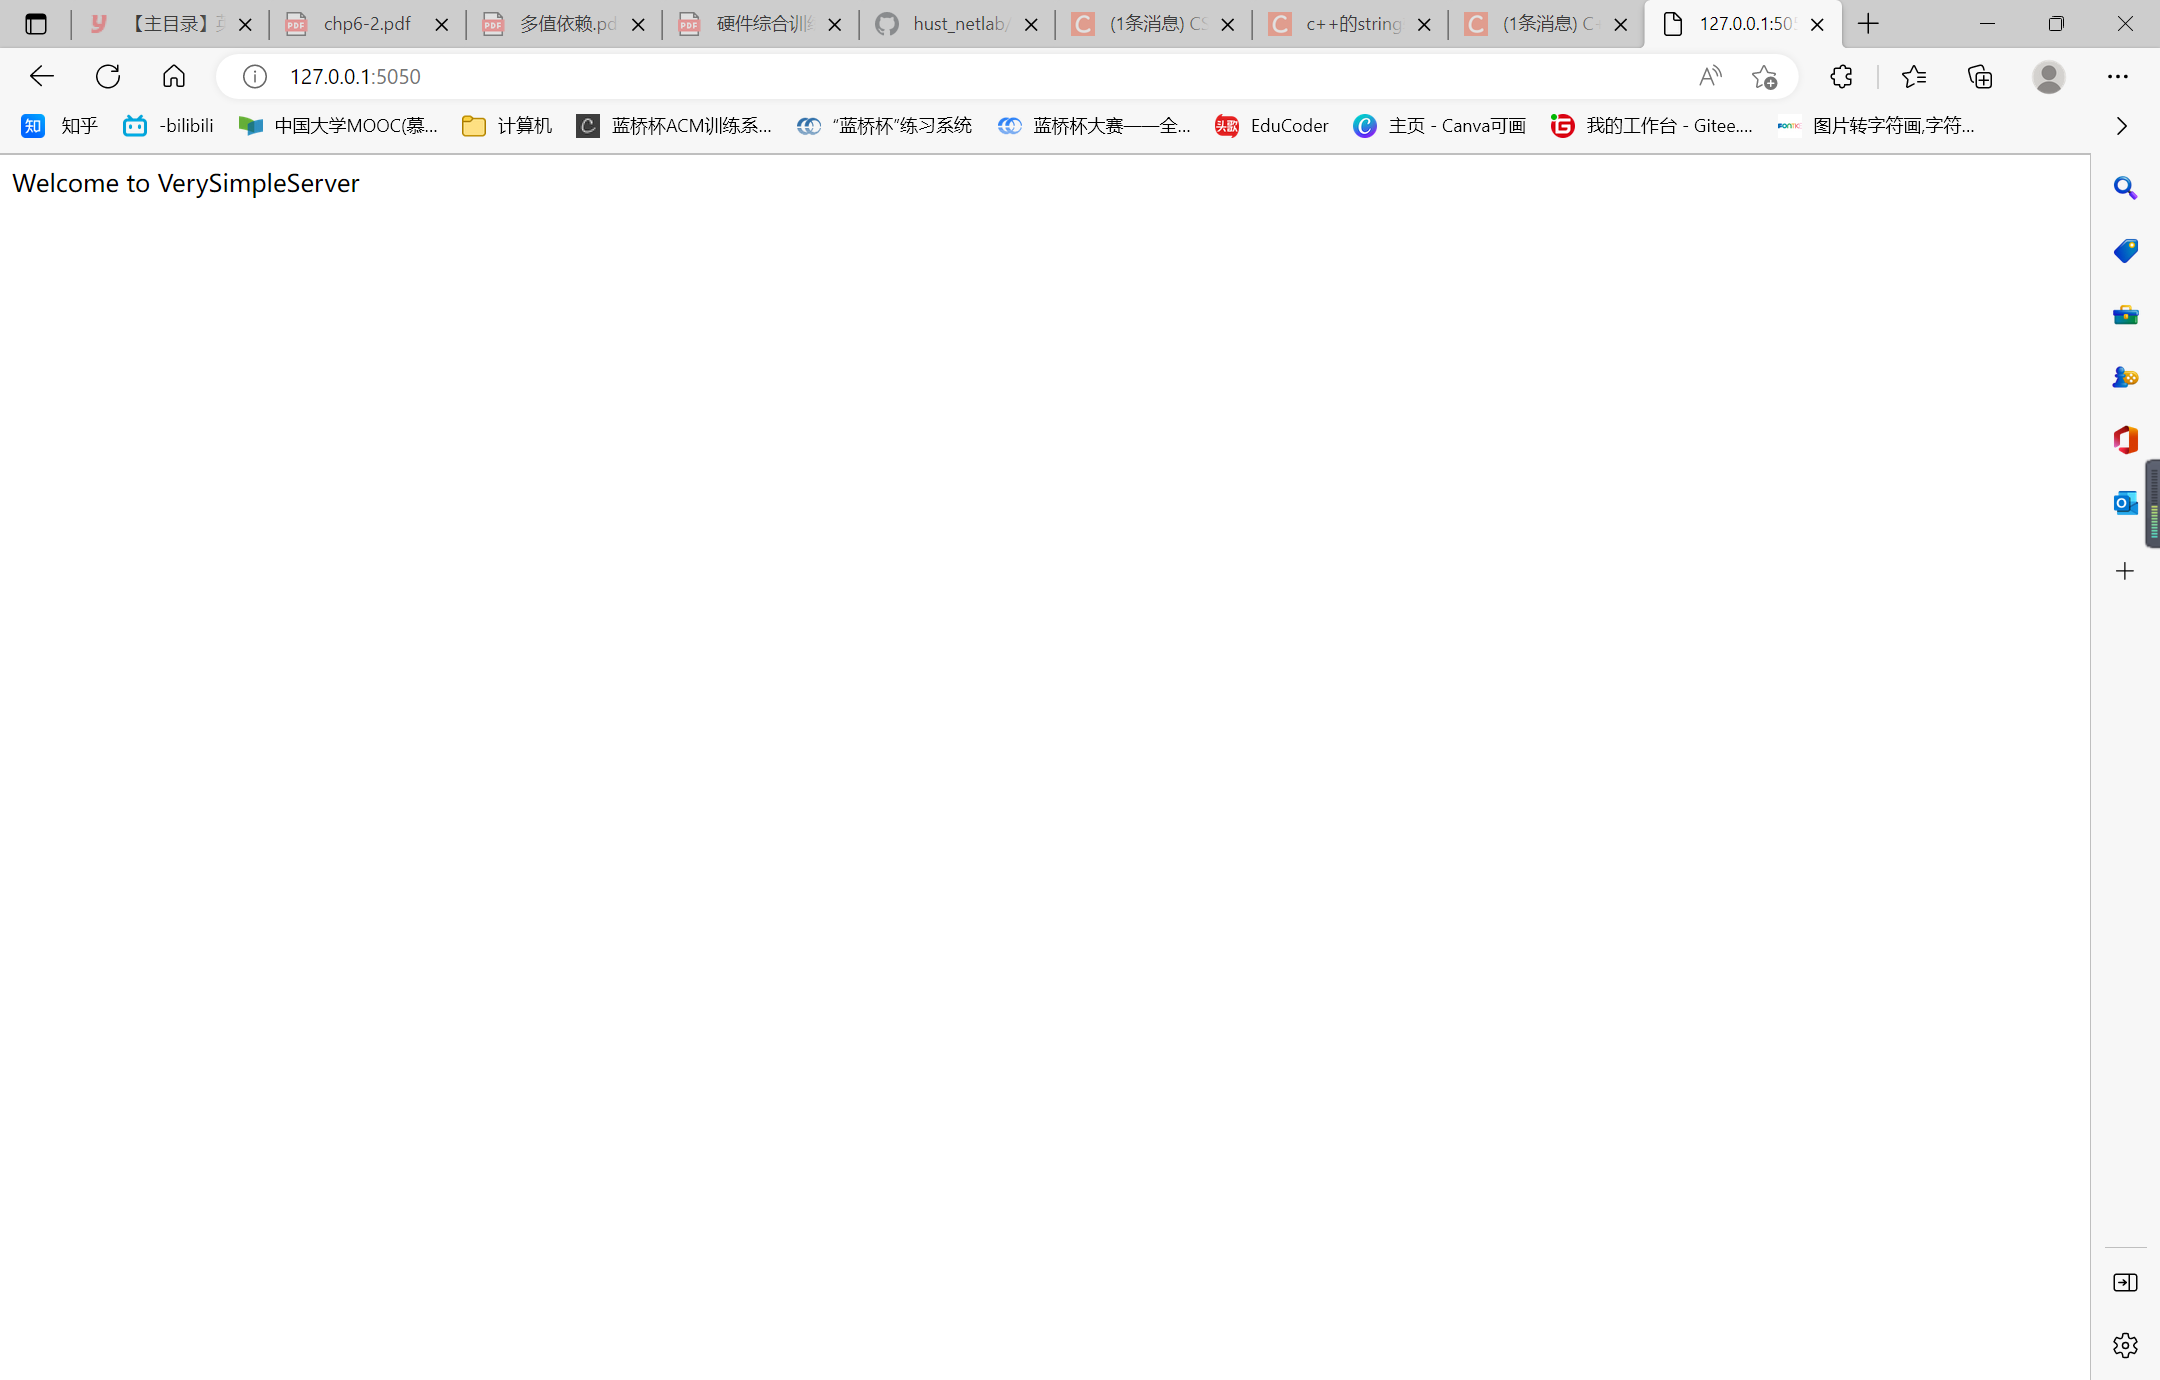 【主目录】 chp6-2.pdf 多值依赖.pd 硬件综合训 hust_netlab/ (1条消息) CS c++的string (1条消息) C 127.0.0.1:505
127.0.0.1:5050
知 知乎 -bilibili 中国大学MOOC(慕... 计算机 蓝桥杯ACM训练系... “蓝桥杯”练习系统 蓝桥杯大赛——全... 头歌 EduCoder 主页 - Canva可画 我的工作台 - Gitee.... 图片转字符画,字符...
Welcome to VerySimpleServer